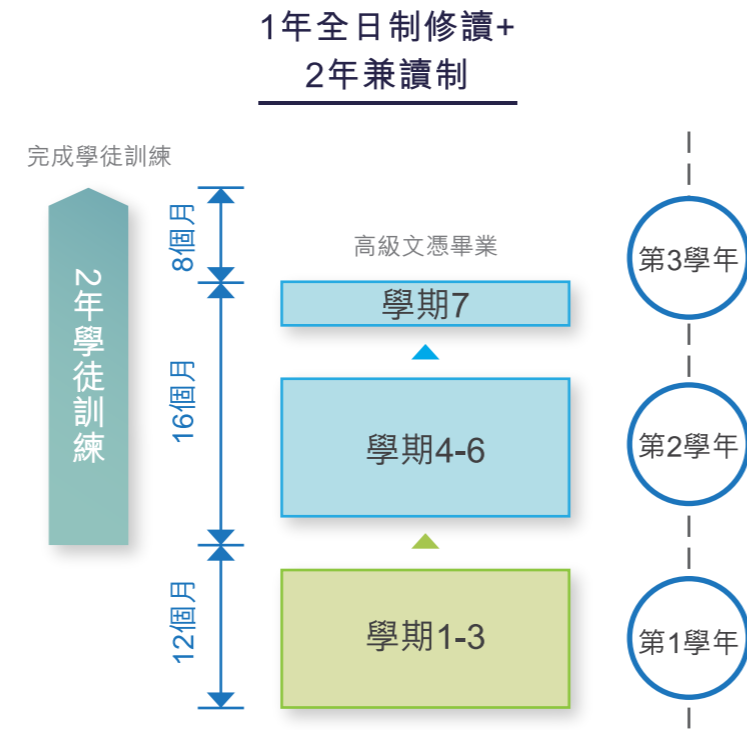 1年全日制修讀+
2年兼讀制
完成學徒訓練
2年學徒訓練
8個月
16個月
12個月
高級文憑畢業
學期7
學期4-6
學期1-3
第3學年
第2學年
第1學年